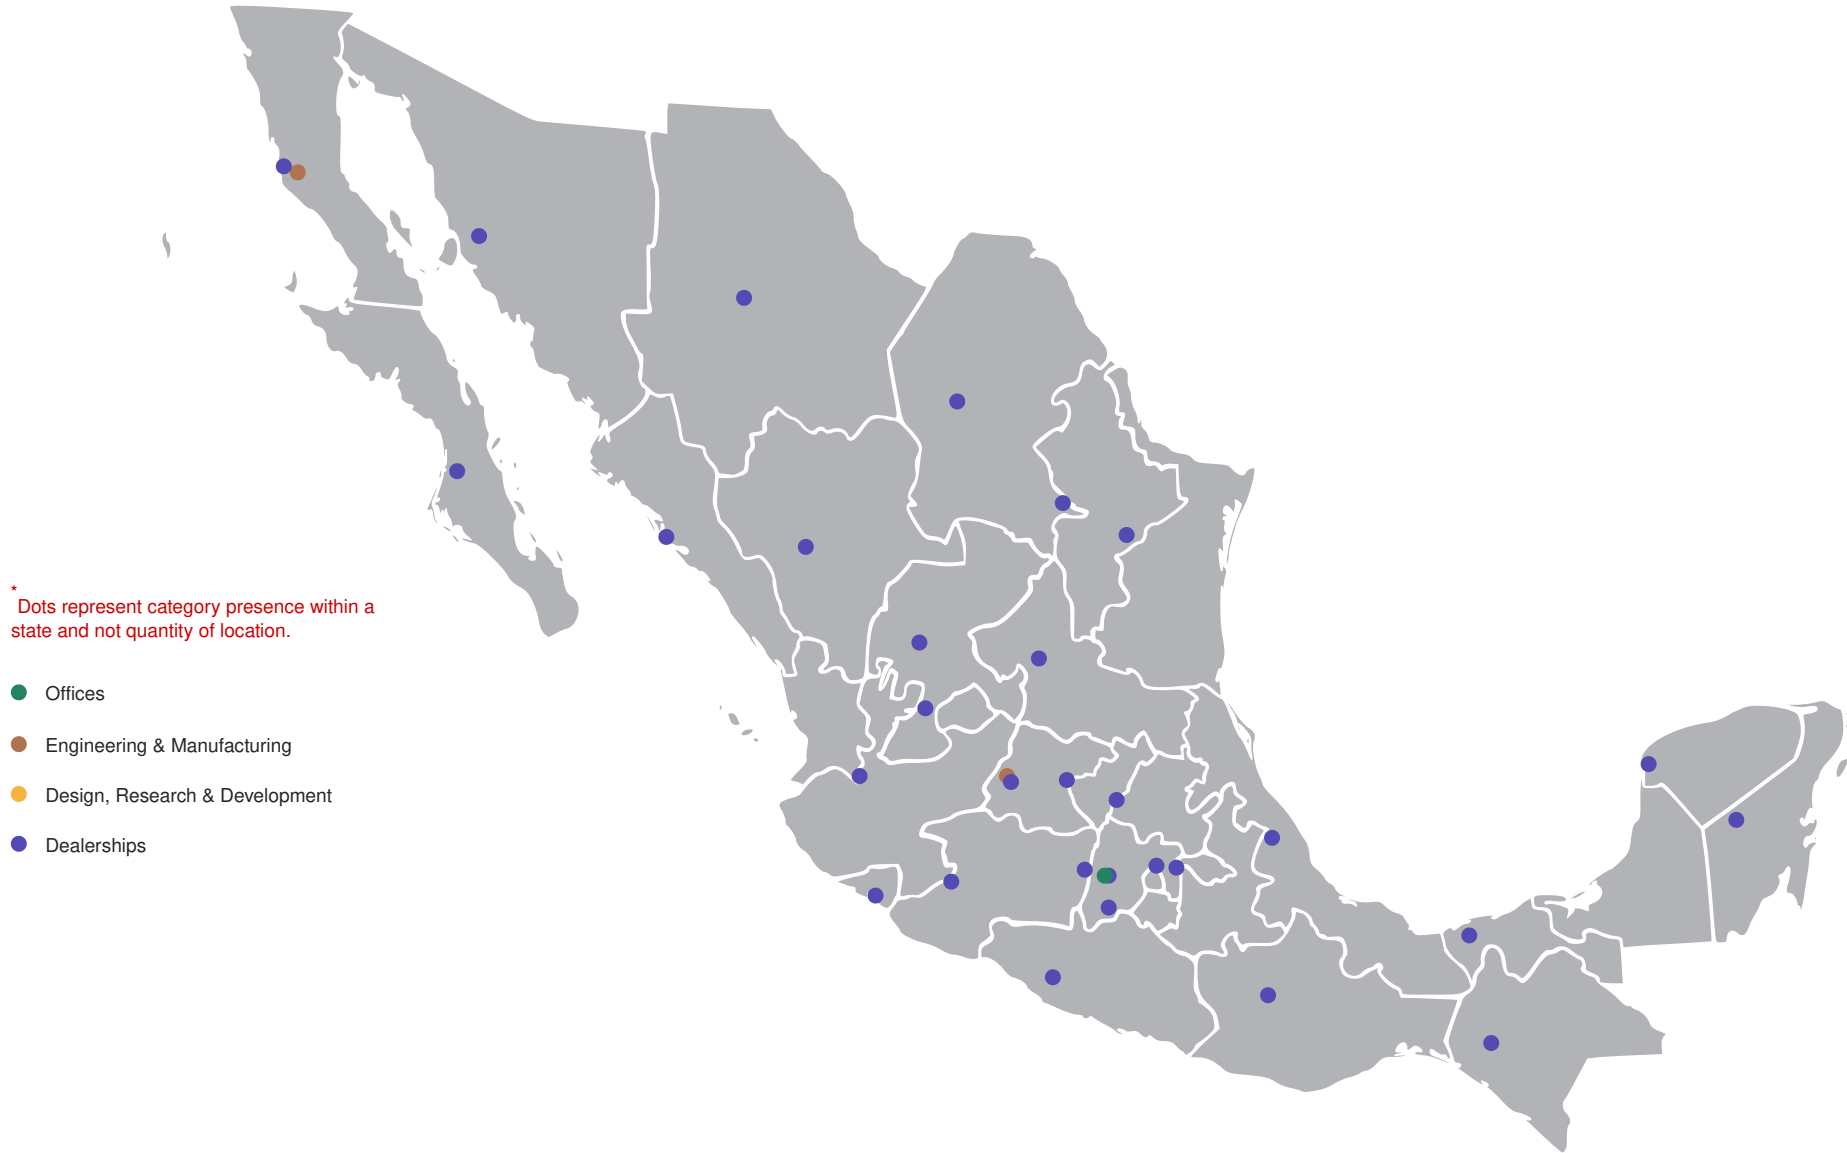 *
Dots represent category presence within a
state and not quantity of location.
Offices
Engineering & Manufacturing
Design, Research & Development
Dealerships